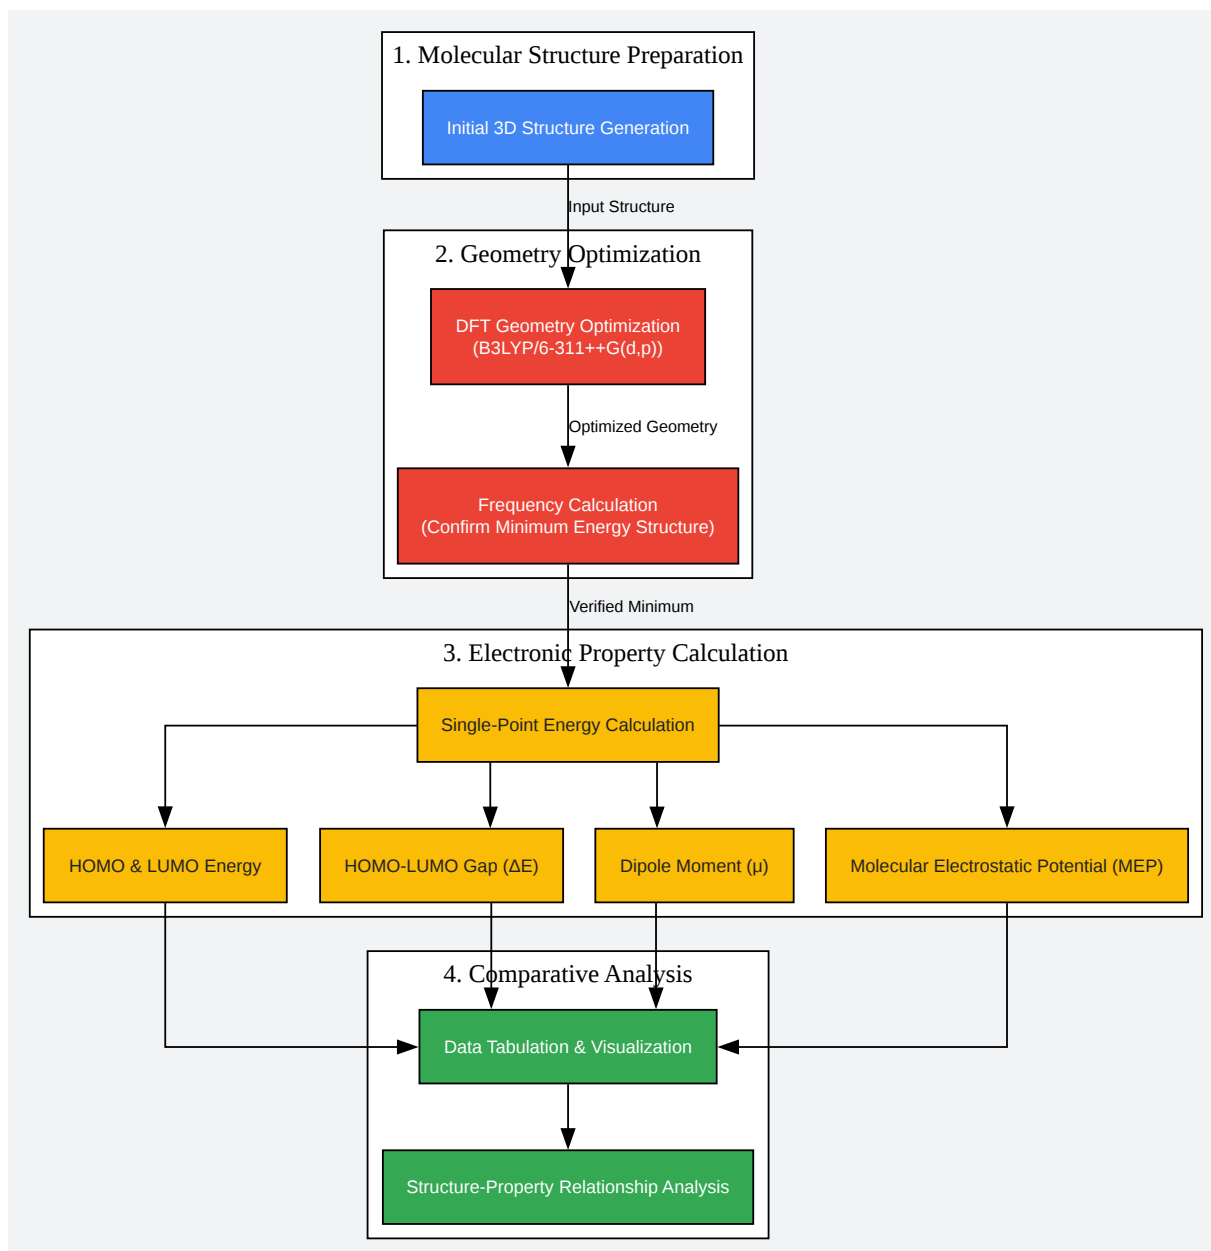 1. Molecular Structure Preparation
Initial 3D Structure Generation
Input Structure
2. Geometry Optimization
DFT Geometry Optimization
(B3LYP/6-311++G(d,p))
Optimized Geometry
Frequency Calculation
(Confirm Minimum Energy Structure)
Verified Minimum
3. Electronic Property Calculation
Single-Point Energy Calculation
HOMO & LUMO Energy
HOMO-LUMO Gap (ΔE)
Dipole Moment (μ)
Molecular Electrostatic Potential (MEP)
4. Comparative Analysis
Data Tabulation & Visualization
Structure-Property Relationship Analysis